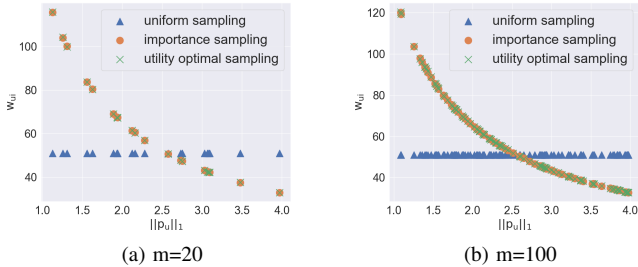 uniform sampling
importance sampling
utility optimal sampling
w_ui
100
80
60
40
1.0 1.5 2.0 2.5 3.0 3.5 4.0
||p_u||_1
(a) m=20
uniform sampling
importance sampling
utility optimal sampling
w_ui
120
100
80
60
40
1.0 1.5 2.0 2.5 3.0 3.5 4.0
||p_u||_1
(b) m=100